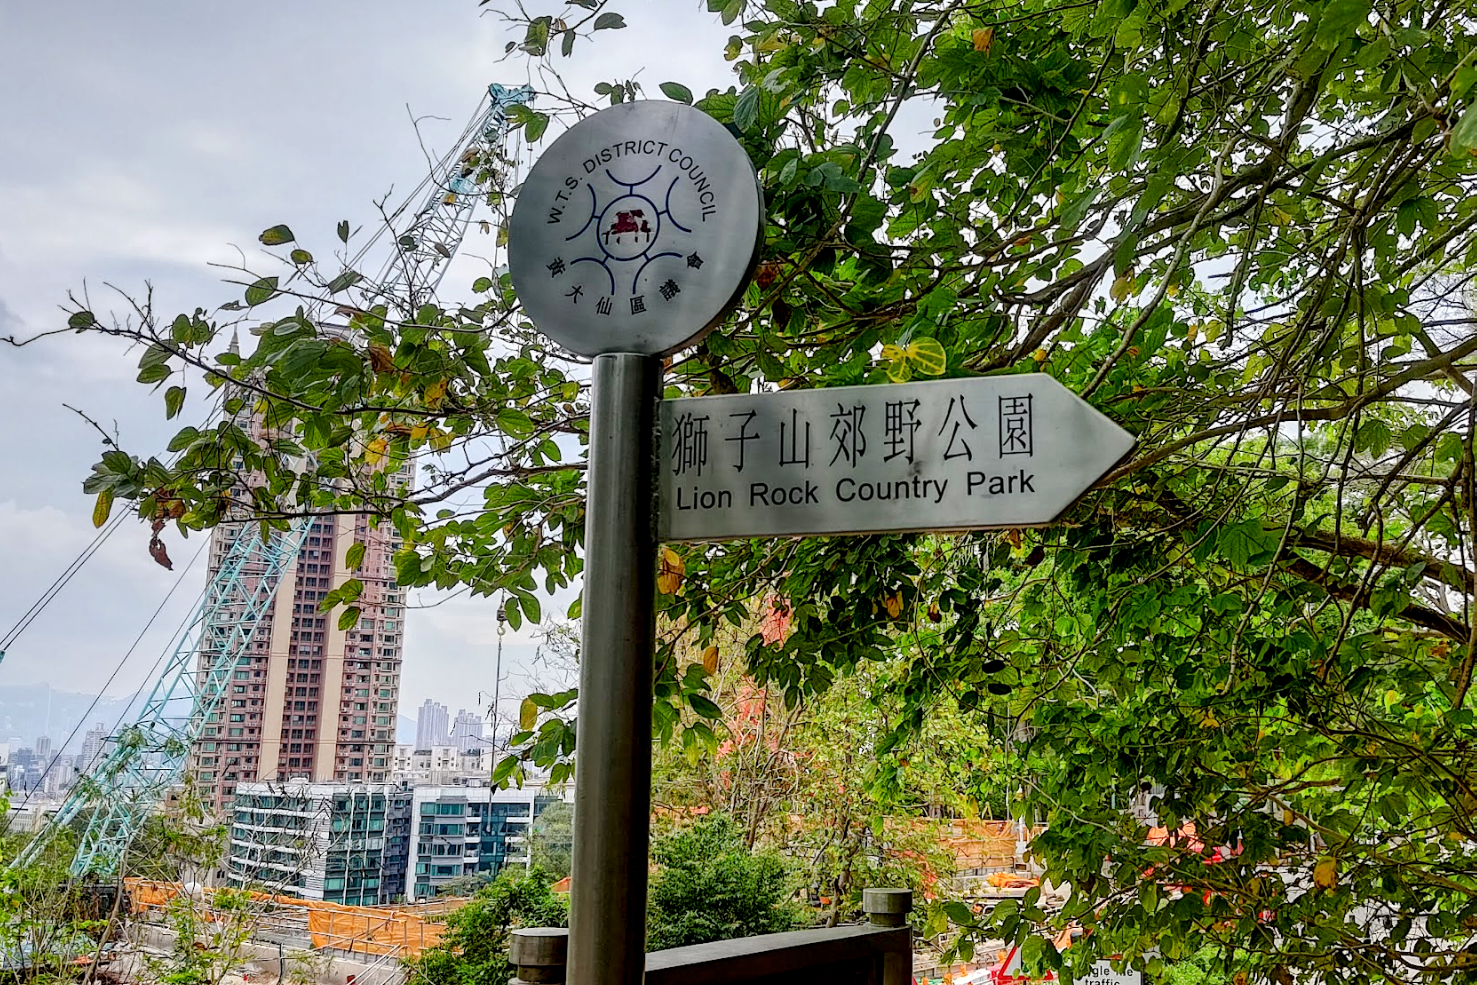 W.T.S. DISTRICT COUNCIL
黃大仙區議會
獅子山郊野公園
Lion Rock Country Park
traffic